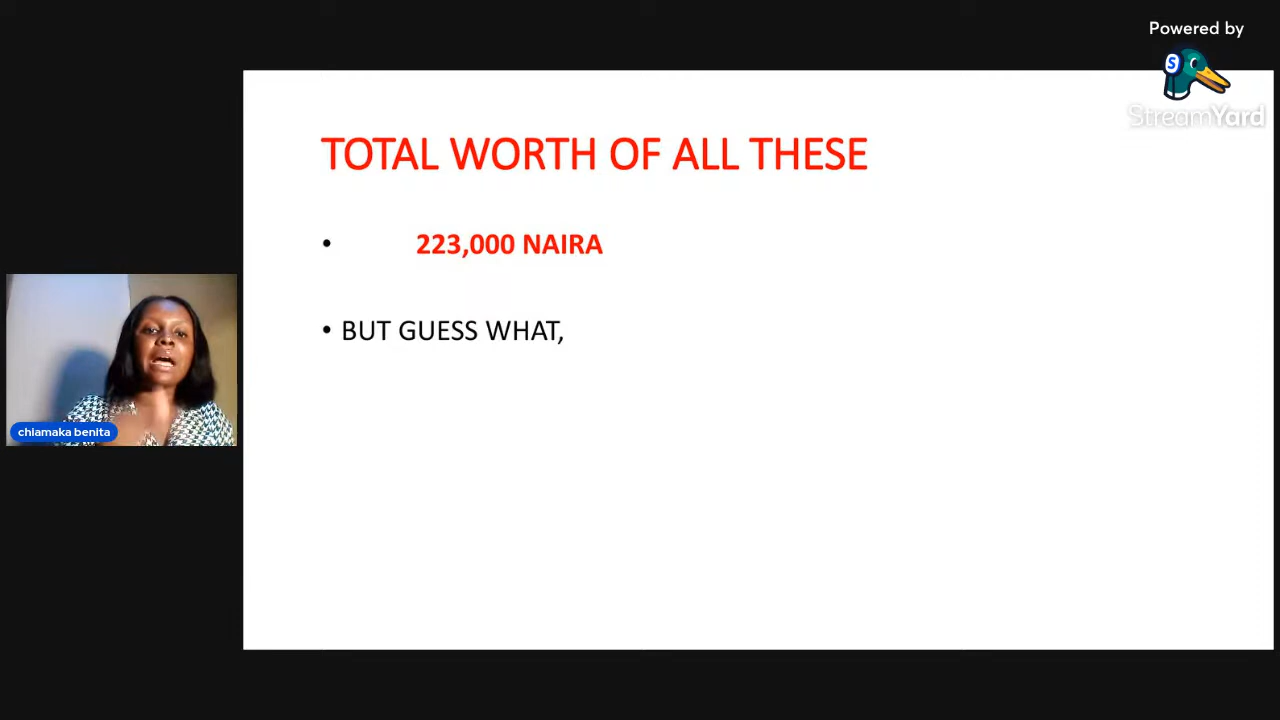 Powered by
S
StreamYard
TOTAL WORTH OF ALL THESE
• 223,000 NAIRA
• BUT GUESS WHAT,
chiamaka benita